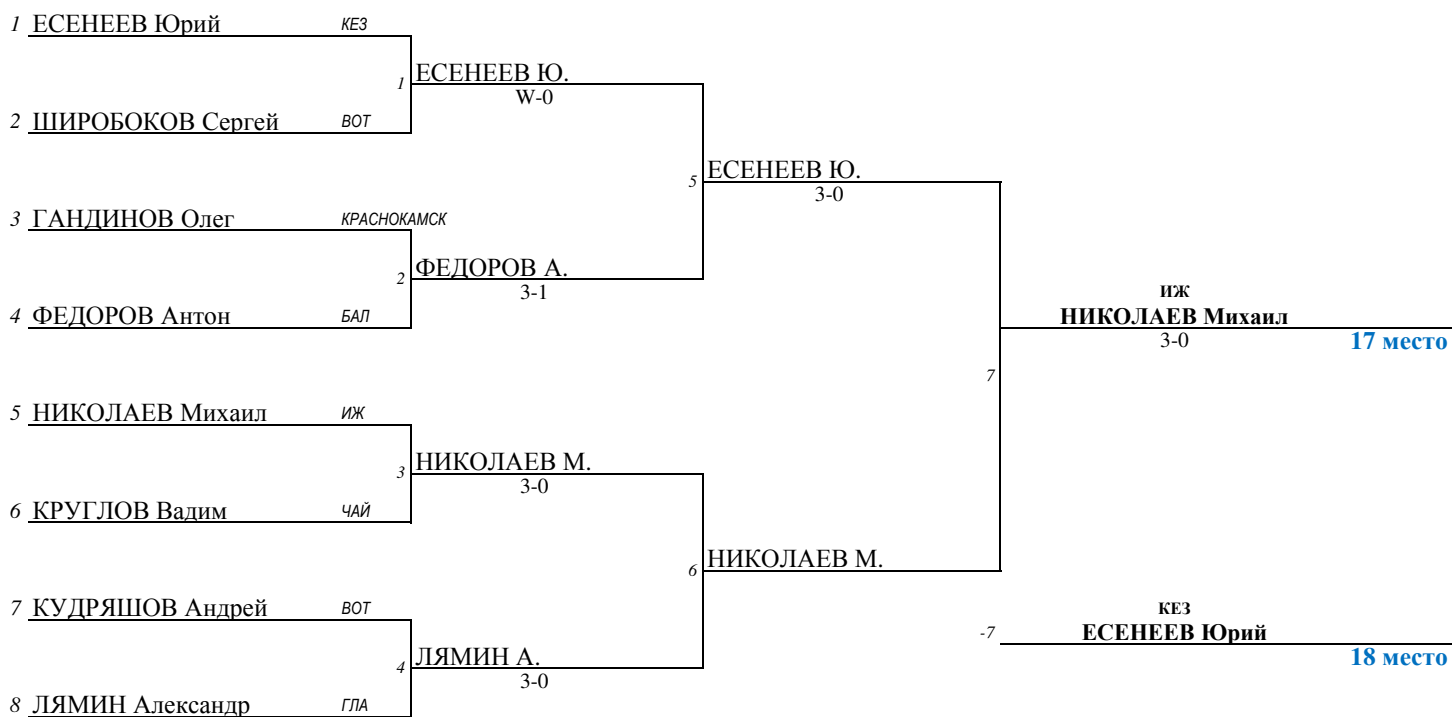 1 ЕСЕНЕЕВ Юрий КЕЗ
1 ЕСЕНЕЕВ Ю.
W-0
2 ШИРОБОКОВ Сергей ВОТ
5 ЕСЕНЕЕВ Ю.
3-0
3 ГАНДИНОВ Олег КРАСНОКАМСК
2 ФЕДОРОВ А.
3-1
4 ФЕДОРОВ Антон БАЛ
ИЖ
НИКОЛАЕВ Михаил
3-0 17 место
7
5 НИКОЛАЕВ Михаил ИЖ
3 НИКОЛАЕВ М.
3-0
6 КРУГЛОВ Вадим ЧАЙ
6 НИКОЛАЕВ М.
7 КУДРЯШОВ Андрей ВОТ
КЕЗ
-7 ЕСЕНЕЕВ Юрий
18 место
4 ЛЯМИН А.
3-0
8 ЛЯМИН Александр ГЛА